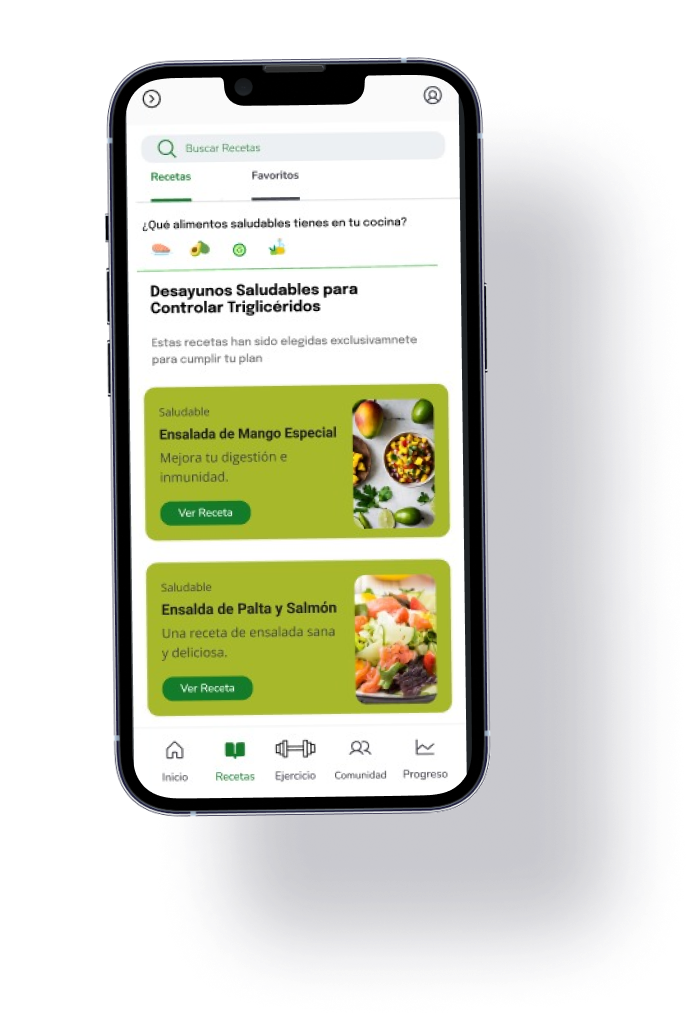 Buscar Recetas
Recetas Favoritos
¿Qué alimentos saludables tienes en tu cocina?
Desayunos Saludables para
Controlar Triglicéridos
Estas recetas han sido elegidas exclusivamnete
para cumplir tu plan
Saludable
Ensalada de Mango Especial
Mejora tu digestión e
inmunidad.
Ver Receta
Saludable
Ensalda de Palta y Salmón
Una receta de ensalada sana
y deliciosa.
Ver Receta
Inicio Recetas Ejercicio Comunidad Progreso